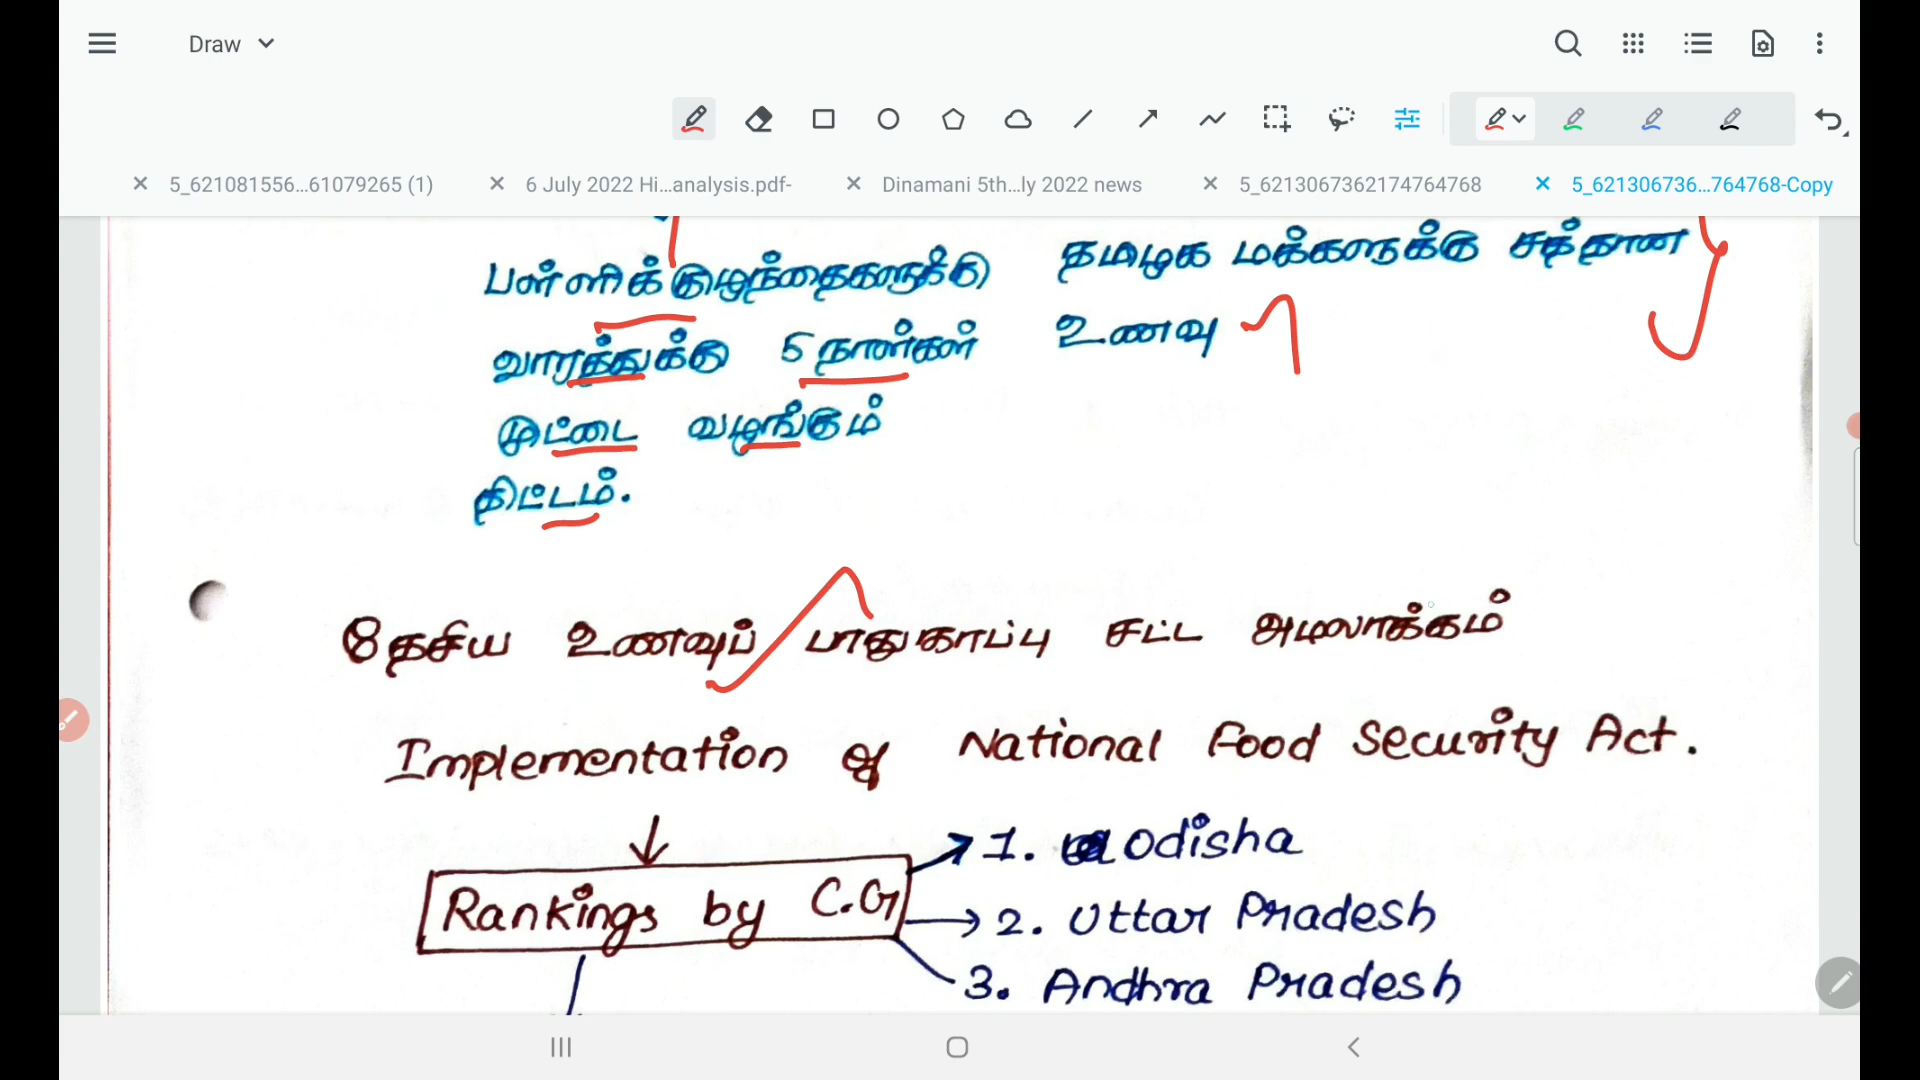 Draw
5_621081556...61079265 (1)
6 July 2022 Hi...analysis.pdf-
Dinamani 5th...ly 2022 news
5_6213067362174764768
5_621306736...764768-Copy
பள்ளிக்குழந்தைகளுக்கு
வாரத்துக்கு 5 நாள்கள்
முட்டை வழங்கும்
திட்டம்.
தமிழக மக்களுக்கு சத்தான
உணவு
தேசிய உணவுப் பாதுகாப்பு சட்ட அமலாக்கம்
Implementation of National Food Security Act.
Rankings by C.G
1. Odisha
2. Uttar Pradesh
3. Andhra Pradesh